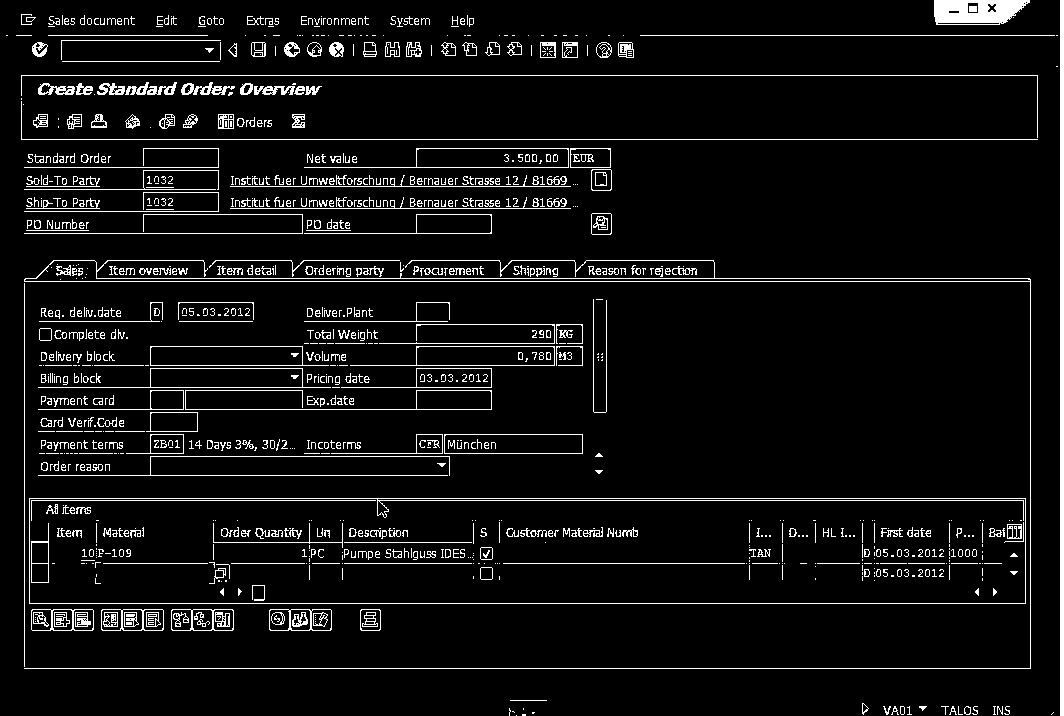 Sales document Edit Goto Extras Environment System Help
Create Standard Order: Overview
Orders
Standard Order Net value 3.500,00 EUR
Sold-To Party 1032 Institut fuer Umweltforschung / Bernauer Strasse 12 / 81669 ...
Ship-To Party 1032 Institut fuer Umweltforschung / Bernauer Strasse 12 / 81669 ...
PO Number PO date
Sales Item overview Item detail Ordering party Procurement Shipping Reason for rejection
Req. deliv.date D 05.03.2012 Deliver.Plant
Complete dlv. Total Weight 290 KG
Delivery block Volume 0,780 M3
Billing block Pricing date 03.03.2012
Payment card Exp.date
Card Verif.Code
Payment terms ZB01 14 Days 3%, 30/2... Incoterms CFR München
Order reason
All items
Item Material Order Quantity Un Description S Customer Material Numb I... D... HL I... First date P... Bat
10 P-109 1 PC Pumpe Stahlguss IDES... TAN D 05.03.2012 1000
D 05.03.2012
VA01 TALOS INS